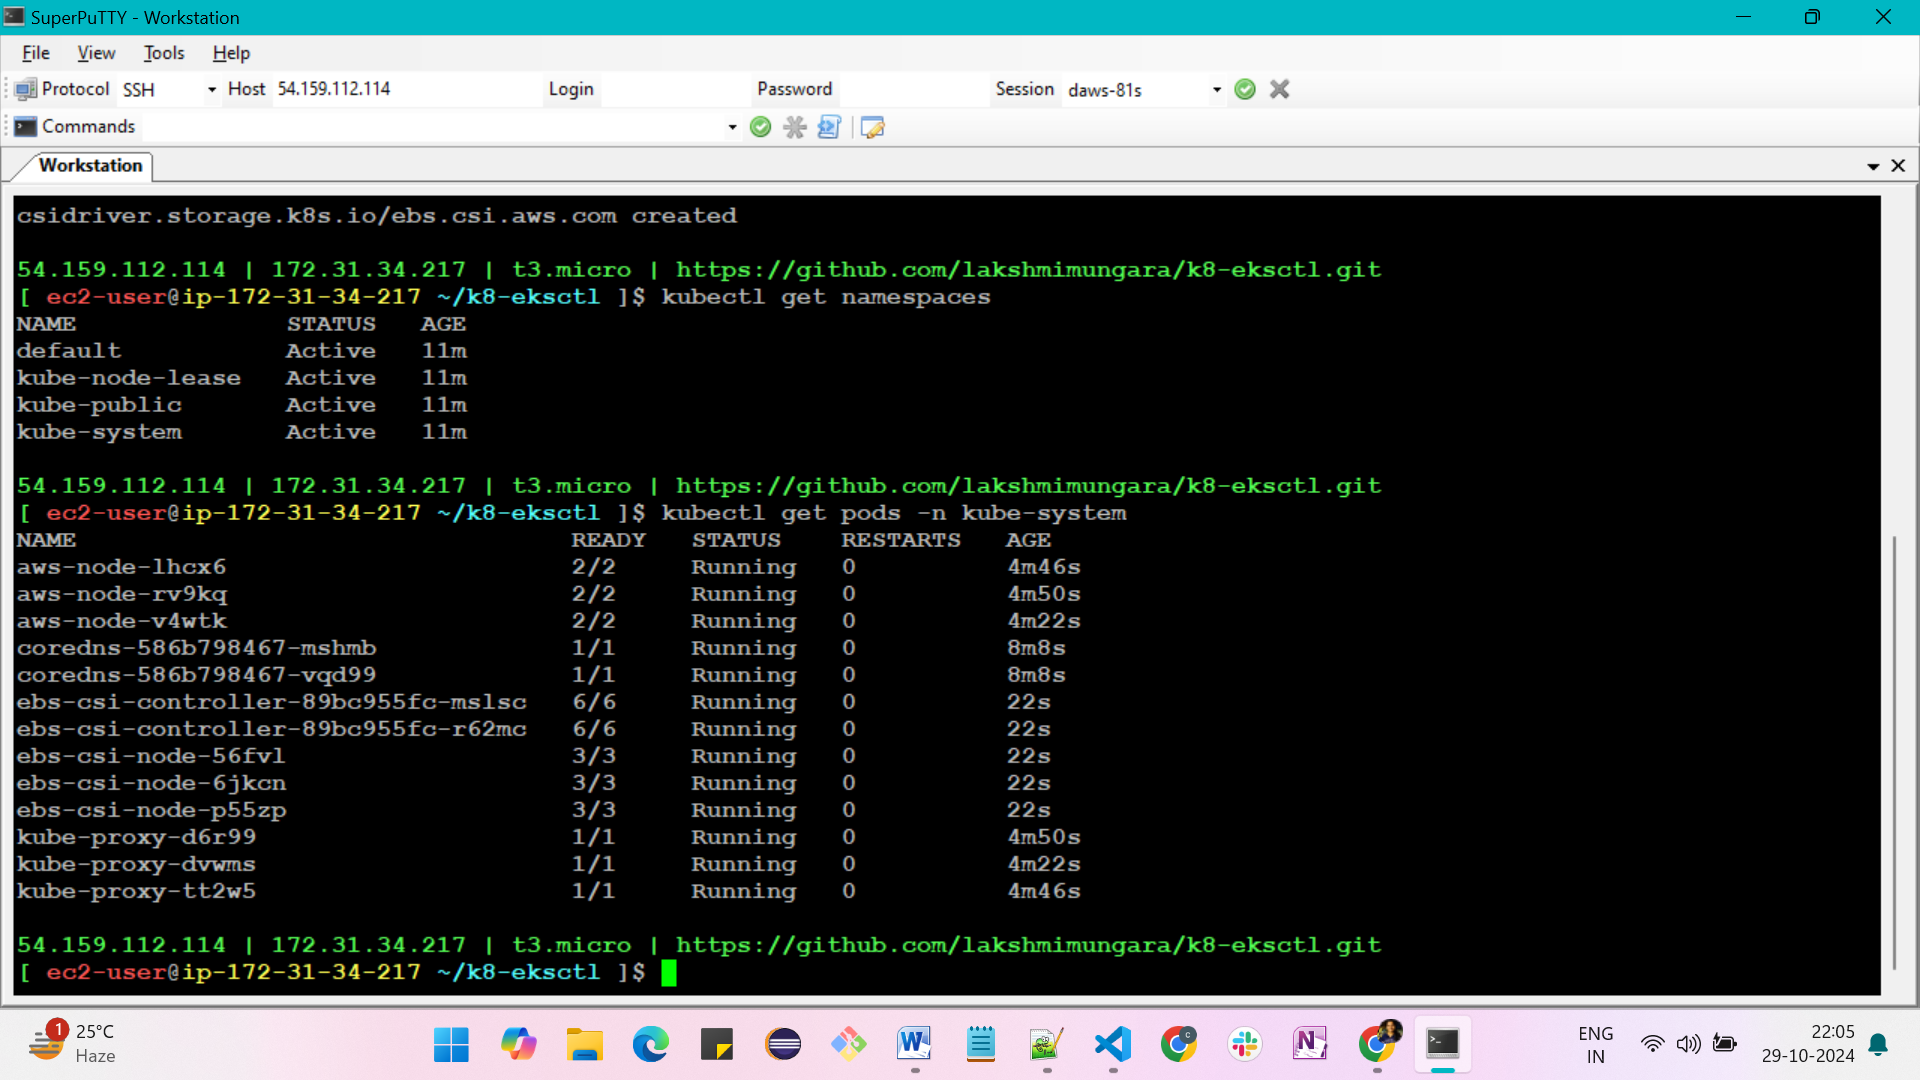 SuperPuTTY - Workstation
File View Tools Help
Protocol SSH Host 54.159.112.114 Login Password Session daws-81s
Commands
Workstation
csidriver.storage.k8s.io/ebs.csi.aws.com created
54.159.112.114 | 172.31.34.217 | t3.micro | https://github.com/lakshmimungara/k8-eksctl.git
[ ec2-user@ip-172-31-34-217 ~/k8-eksctl ]$ kubectl get namespaces
NAME STATUS AGE
default Active 11m
kube-node-lease Active 11m
kube-public Active 11m
kube-system Active 11m
54.159.112.114 | 172.31.34.217 | t3.micro | https://github.com/lakshmimungara/k8-eksctl.git
[ ec2-user@ip-172-31-34-217 ~/k8-eksctl ]$ kubectl get pods -n kube-system
NAME READY STATUS RESTARTS AGE
aws-node-lhcx6 2/2 Running 0 4m46s
aws-node-rv9kq 2/2 Running 0 4m50s
aws-node-v4wtk 2/2 Running 0 4m22s
coredns-586b798467-mshmb 1/1 Running 0 8m8s
coredns-586b798467-vqd99 1/1 Running 0 8m8s
ebs-csi-controller-89bc955fc-mslsc 6/6 Running 0 22s
ebs-csi-controller-89bc955fc-r62mc 6/6 Running 0 22s
ebs-csi-node-56fvl 3/3 Running 0 22s
ebs-csi-node-6jkcn 3/3 Running 0 22s
ebs-csi-node-p55zp 3/3 Running 0 22s
kube-proxy-d6r99 1/1 Running 0 4m50s
kube-proxy-dvwms 1/1 Running 0 4m22s
kube-proxy-tt2w5 1/1 Running 0 4m46s
54.159.112.114 | 172.31.34.217 | t3.micro | https://github.com/lakshmimungara/k8-eksctl.git
[ ec2-user@ip-172-31-34-217 ~/k8-eksctl ]$
1 25°C ENG 22:05
Haze IN 29-10-2024